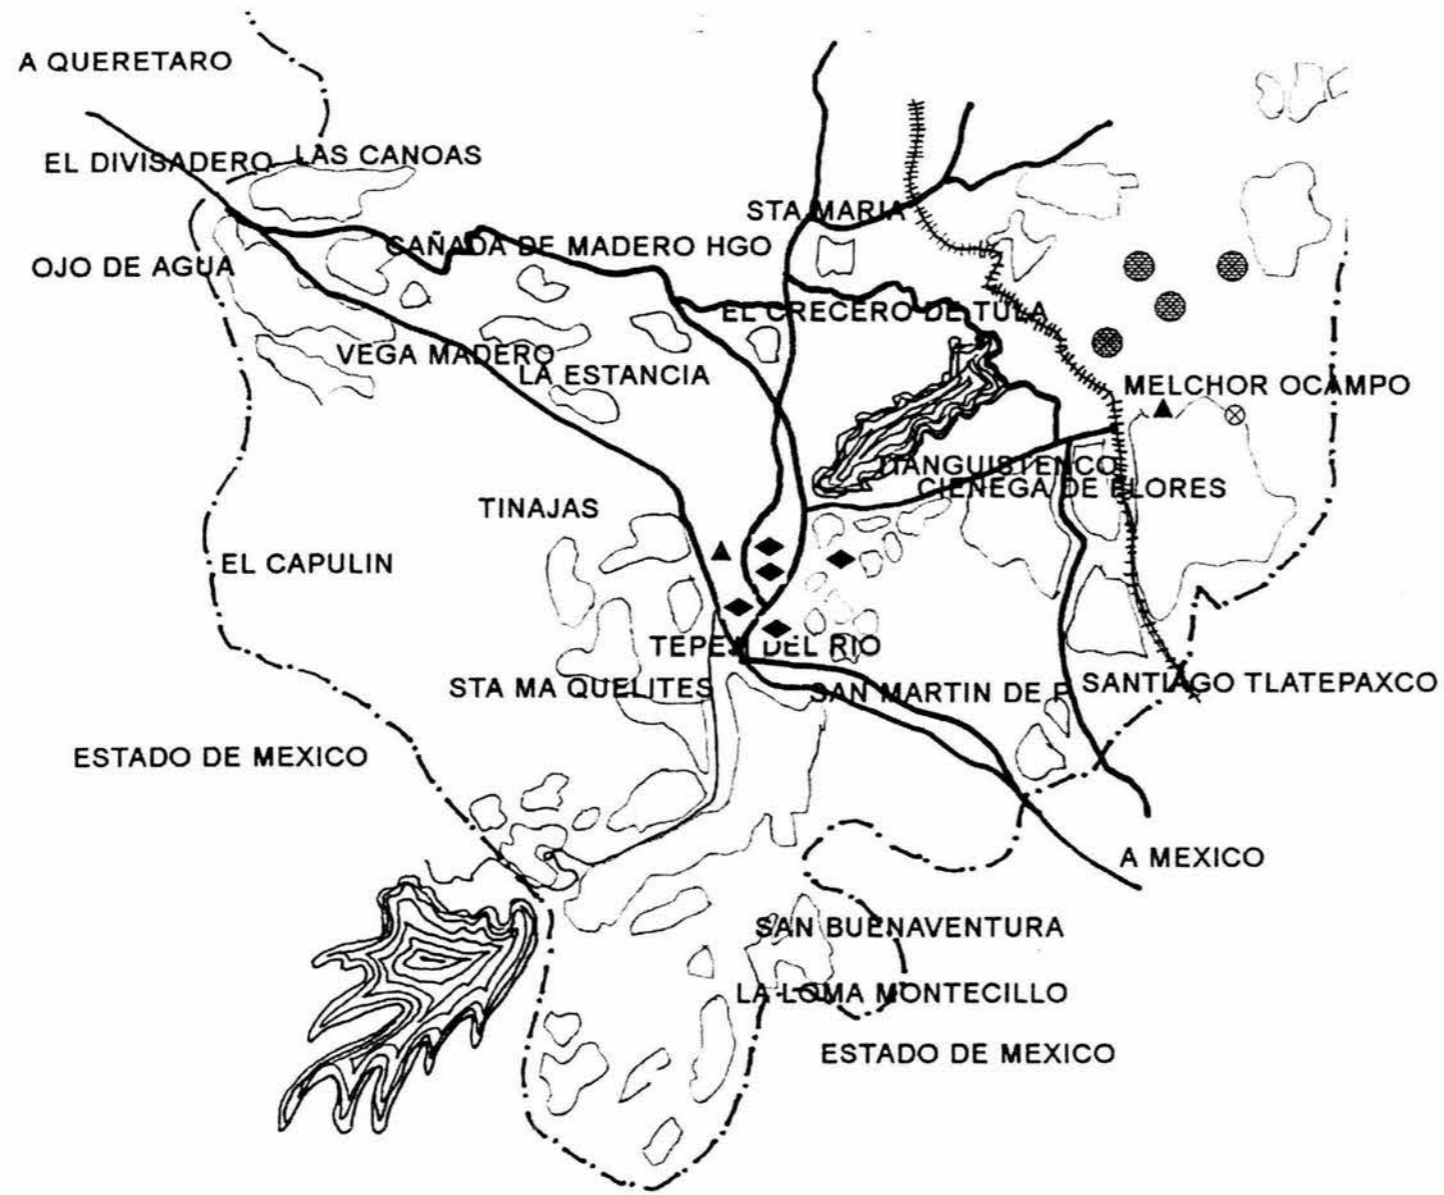 A QUERETARO
EL DIVISADERO
LAS CANOAS
STA MARIA
CAÑADA DE MADERO HGO
OJO DE AGUA
EL CRECERO DE TULA
VEGA MADERO
LA ESTANCIA
MELCHOR OCAMPO
TIANGUISTENCO
CIENEGA DE FLORES
TINAJAS
EL CAPULIN
TEPEJI DEL RIO
STA MA QUELITES
SAN MARTIN DE P
SANTIAGO TLATEPAXCO
ESTADO DE MEXICO
A MEXICO
SAN BUENAVENTURA
LA LOMA MONTECILLO
ESTADO DE MEXICO